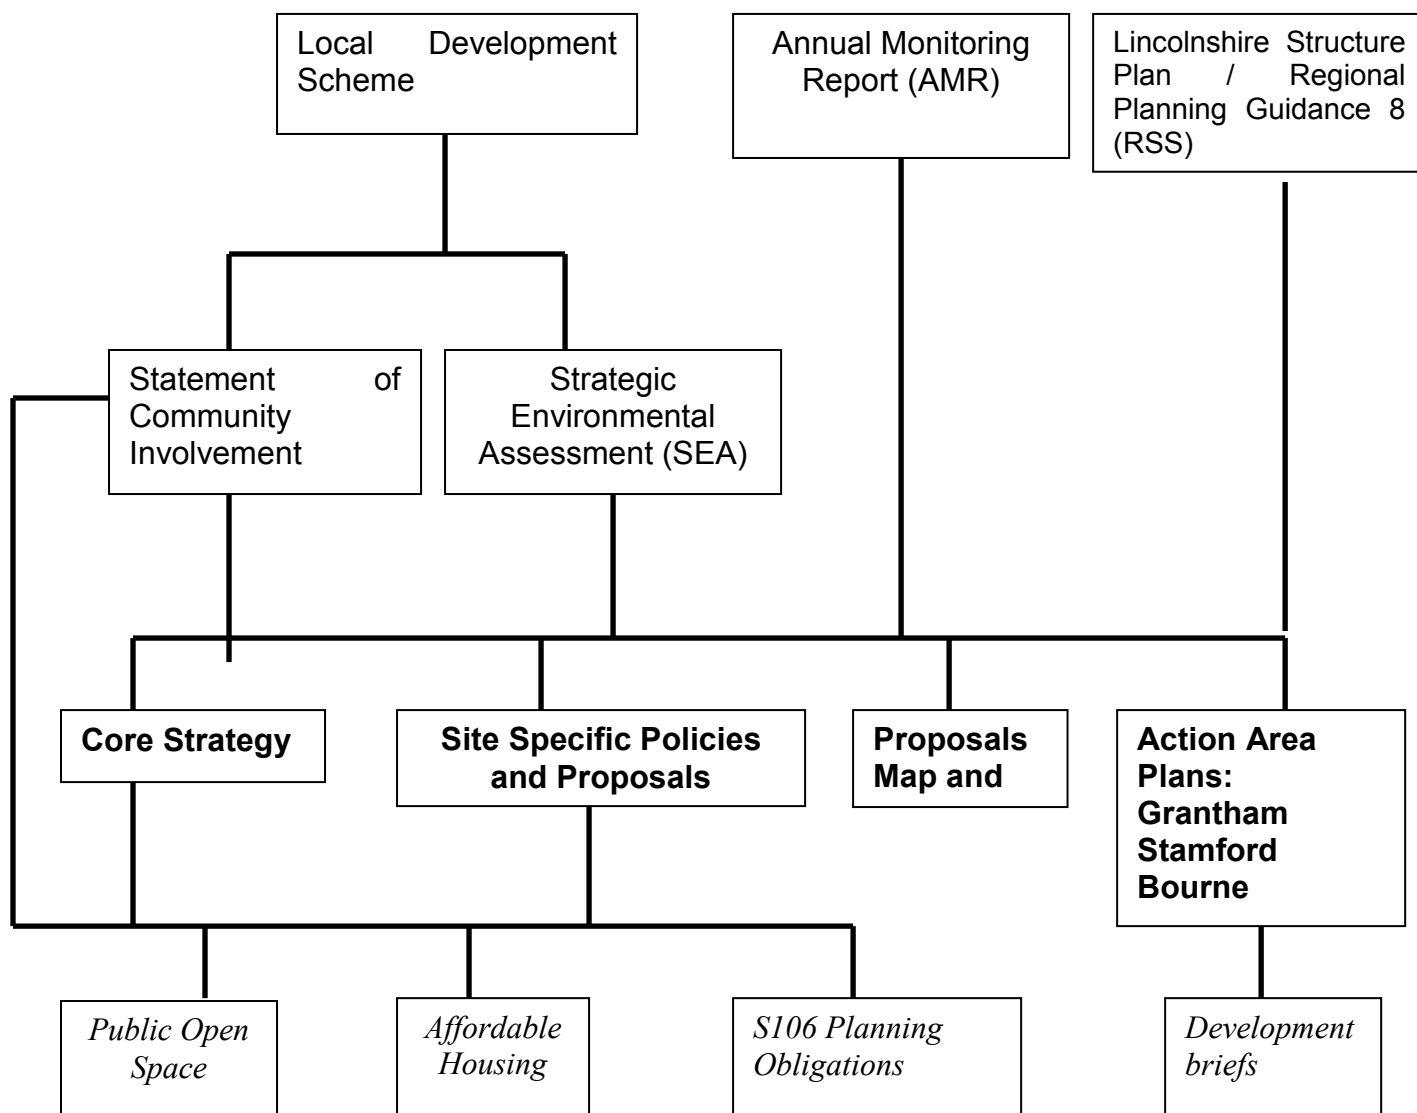 Local Development
Scheme
Annual Monitoring
Report (AMR)
Lincolnshire Structure
Plan / Regional
Planning Guidance 8
(RSS)
Statement of
Community
Involvement
Strategic
Environmental
Assessment (SEA)
Core Strategy
Site Specific Policies
and Proposals
Proposals
Map and
Action Area
Plans:
Grantham
Stamford
Bourne
Public Open
Space
Affordable
Housing
S106 Planning
Obligations
Development
briefs